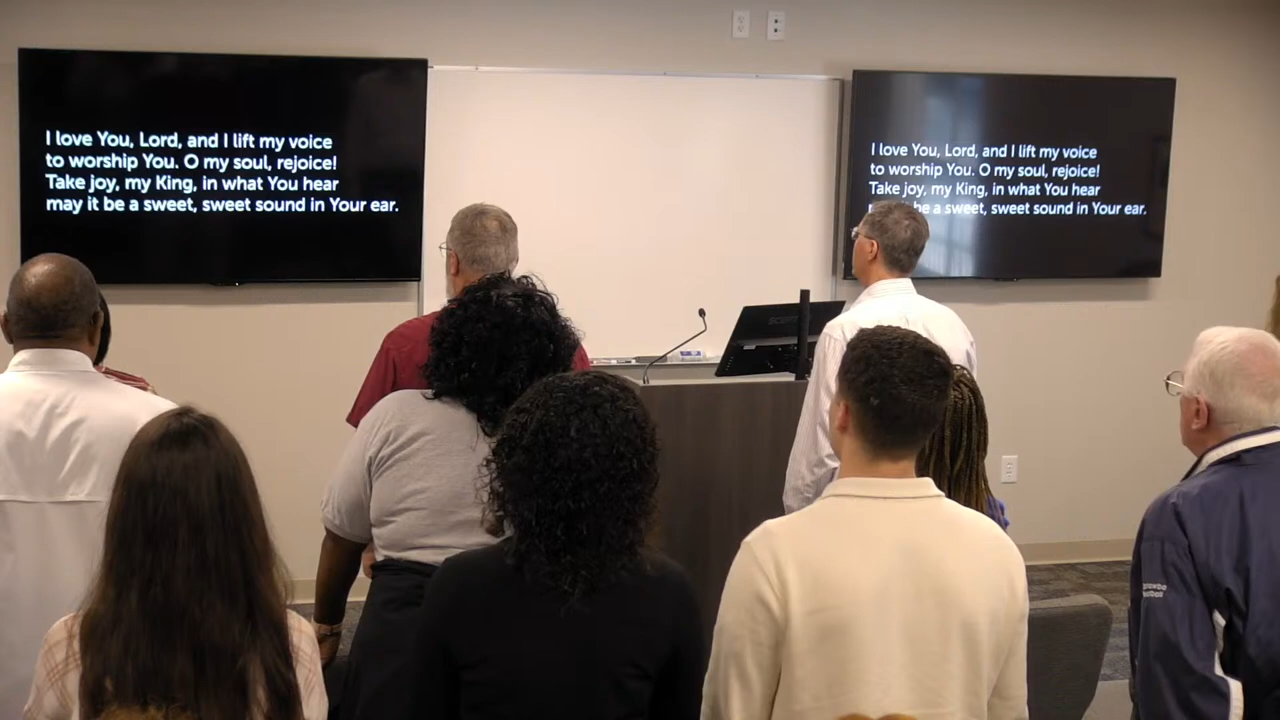 I love You, Lord, and I lift my voice
to worship You. O my soul, rejoice!
Take joy, my King, in what You hear
may it be a sweet, sweet sound in Your ear.
I love You, Lord, and I lift my voice
to worship You. O my soul, rejoice!
Take joy, my King, in what You hear
be a sweet, sweet sound in Your ear.